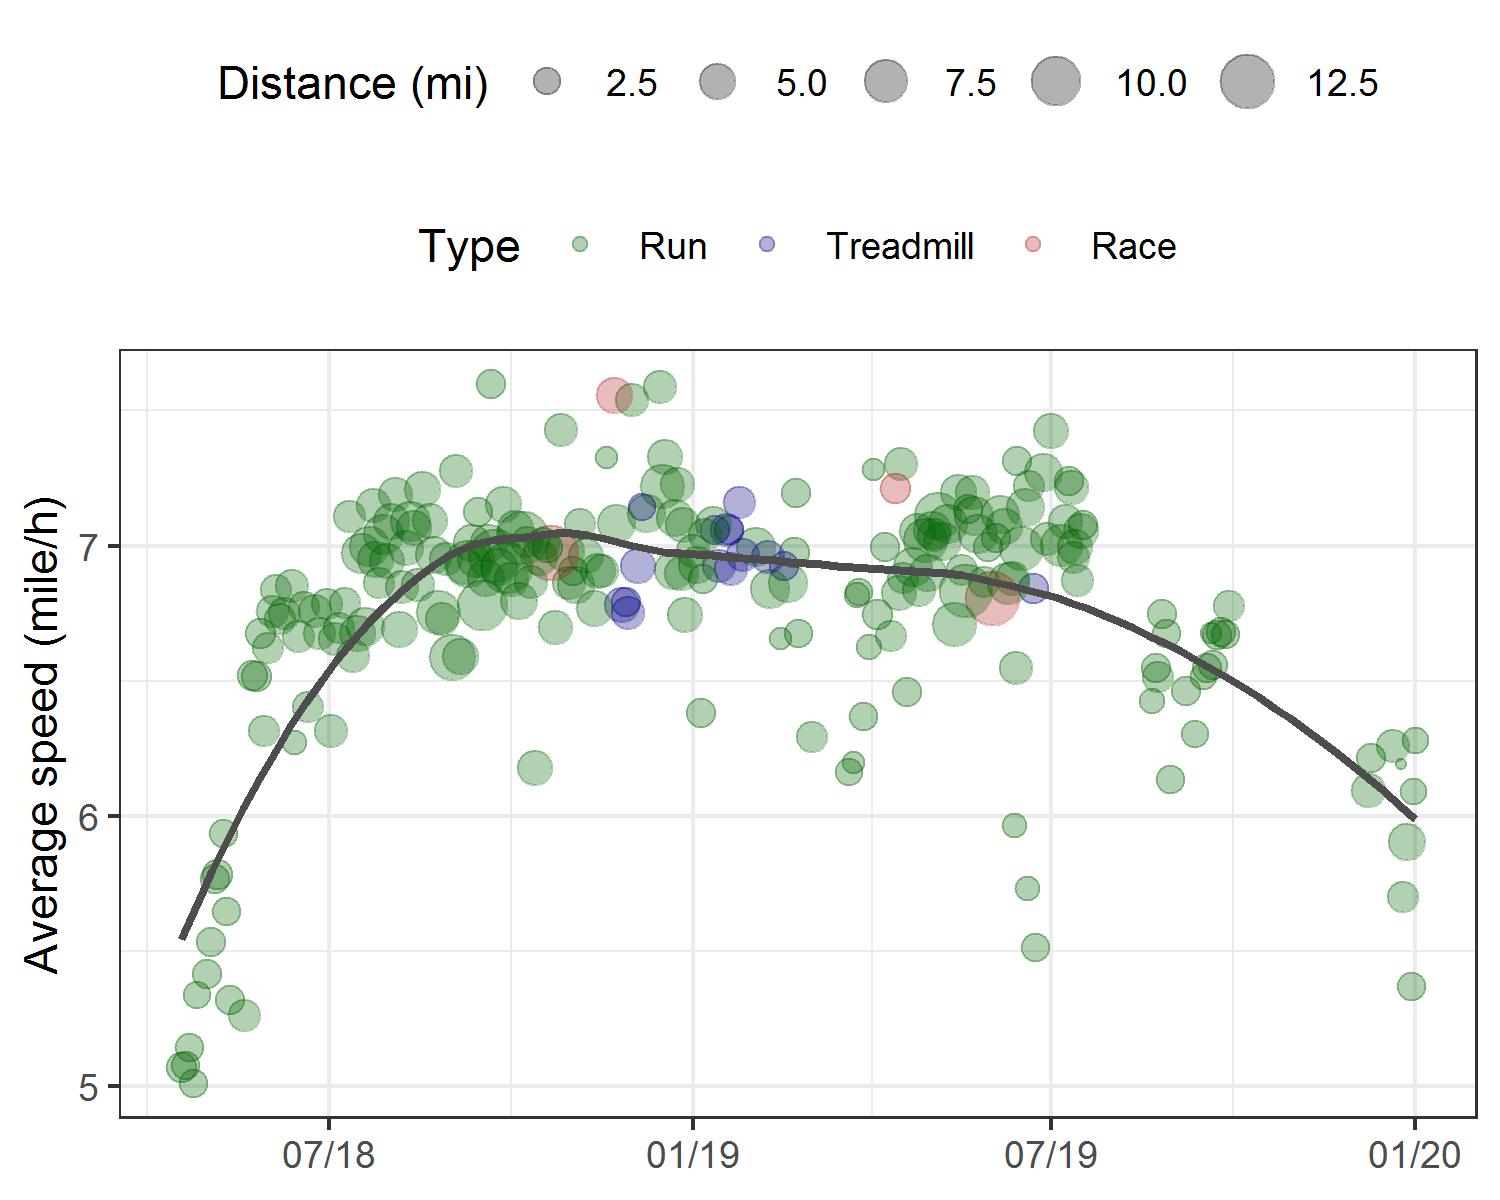 Distance (mi) 2.5 5.0 7.5 10.0 12.5
Type Run Treadmill Race
Average speed (mile/h)
7
6
5
07/18 01/19 07/19 01/20